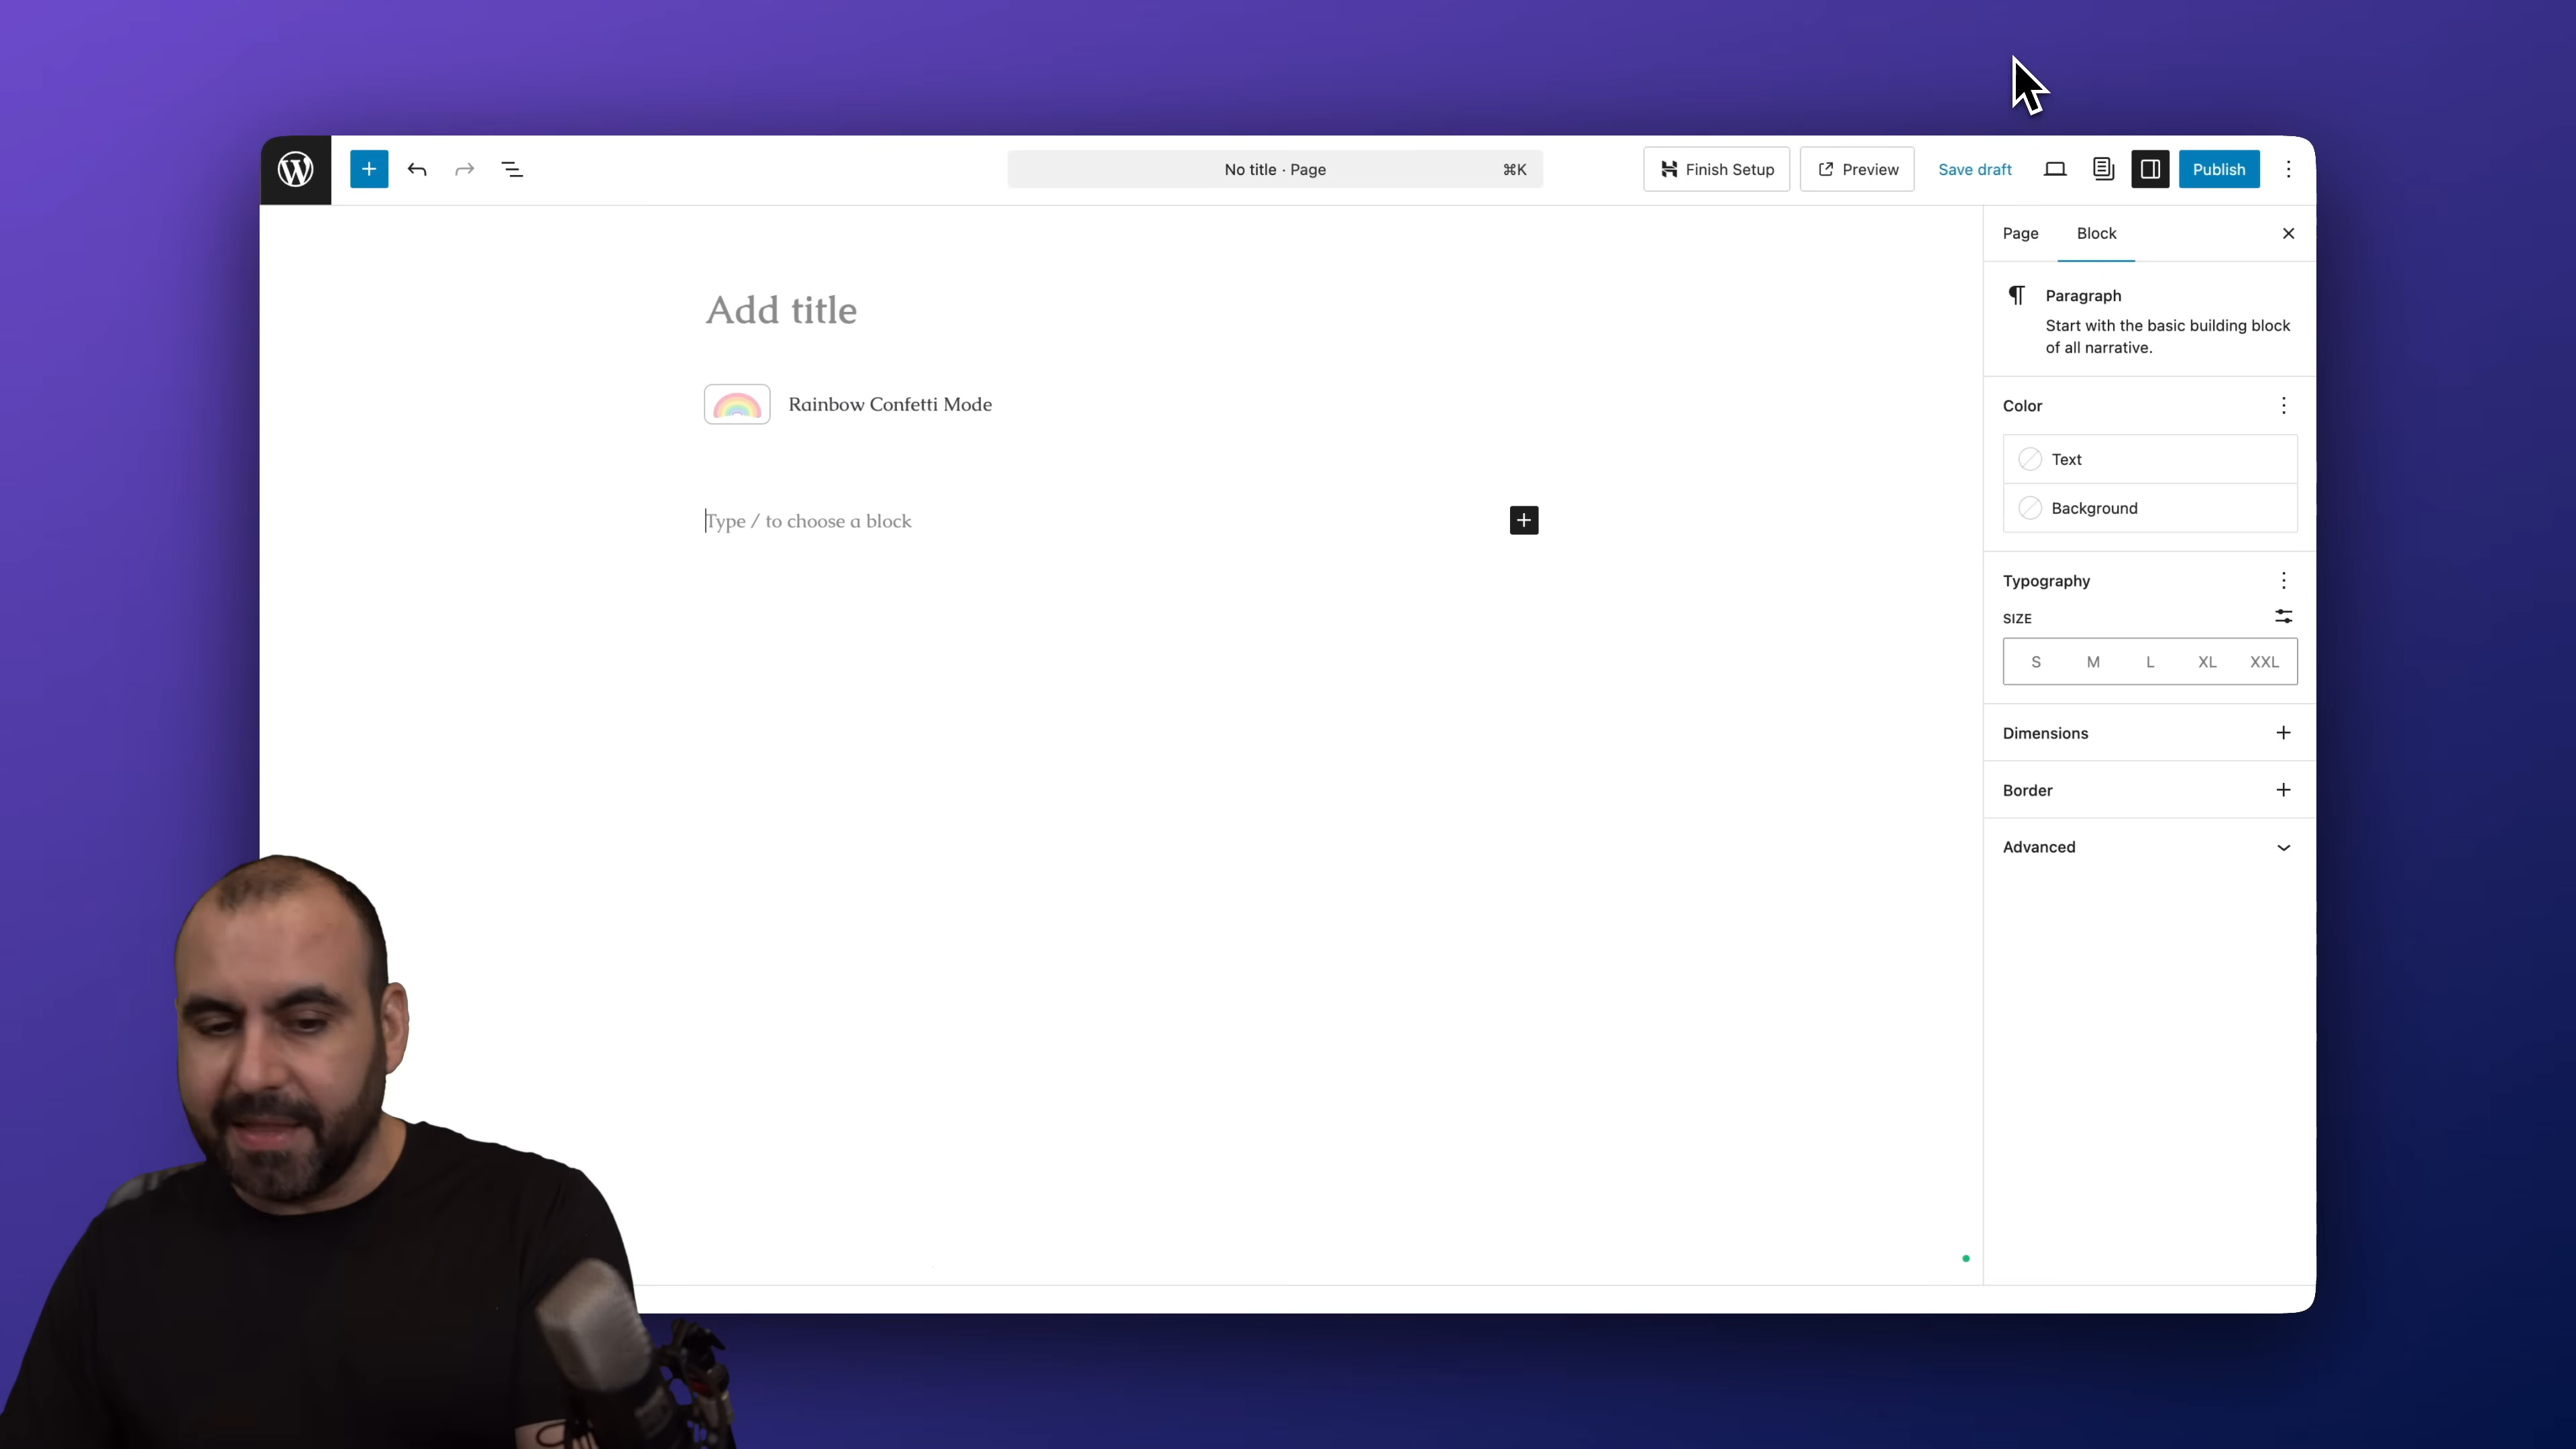 No title · Page ⌘K
Finish Setup
Preview
Save draft
Publish
Page Block
Add title
Rainbow Confetti Mode
Type / to choose a block
Paragraph
Start with the basic building block
of all narrative.
Color
Text
Background
Typography
SIZE
S M L XL XXL
Dimensions
Border
Advanced